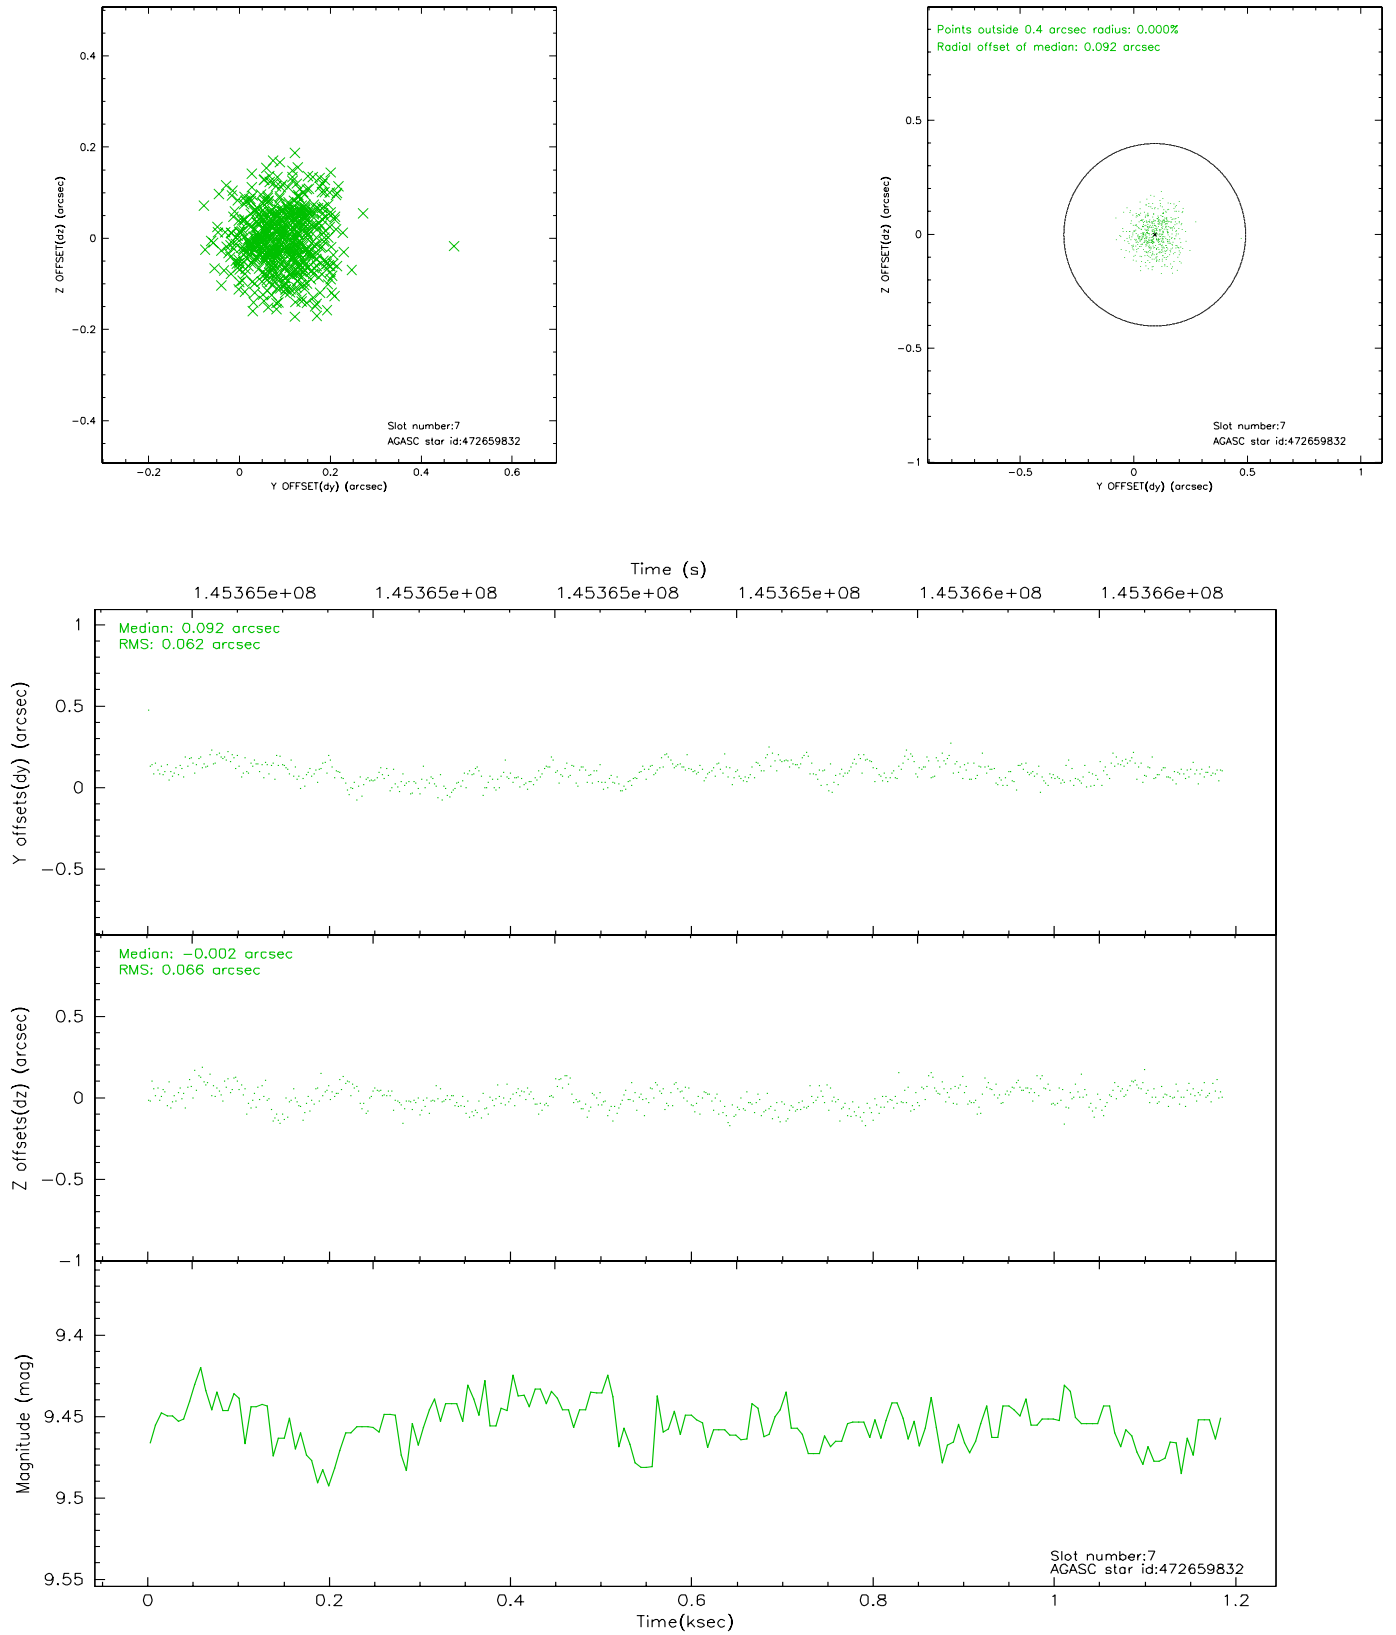 0.4
0.2
0
-0.2
-0.4
Z OFFSET(dz) (arcsec)
Slot number:7
AGASC star id:472659832
-0.2 0 0.2 0.4 0.6
Y OFFSET(dy) (arcsec)
Points outside 0.4 arcsec radius: 0.000%
Radial offset of median: 0.092 arcsec
0.5
0
-0.5
-1
Z OFFSET(dz) (arcsec)
Slot number:7
AGASC star id:472659832
-0.5 0 0.5 1
Y OFFSET(dy) (arcsec)
Time (s)
1.45365e+08 1.45365e+08 1.45365e+08 1.45365e+08 1.45366e+08 1.45366e+08
Median: 0.092 arcsec
RMS: 0.062 arcsec
1
0.5
0
-0.5
Y offsets(dy) (arcsec)
Median: -0.002 arcsec
RMS: 0.066 arcsec
0.5
0
-0.5
-1
Z offsets(dz) (arcsec)
9.4
9.45
9.5
9.55
Magnitude (mag)
Slot number:7
AGASC star id:472659832
0 0.2 0.4 0.6 0.8 1 1.2
Time(ksec)